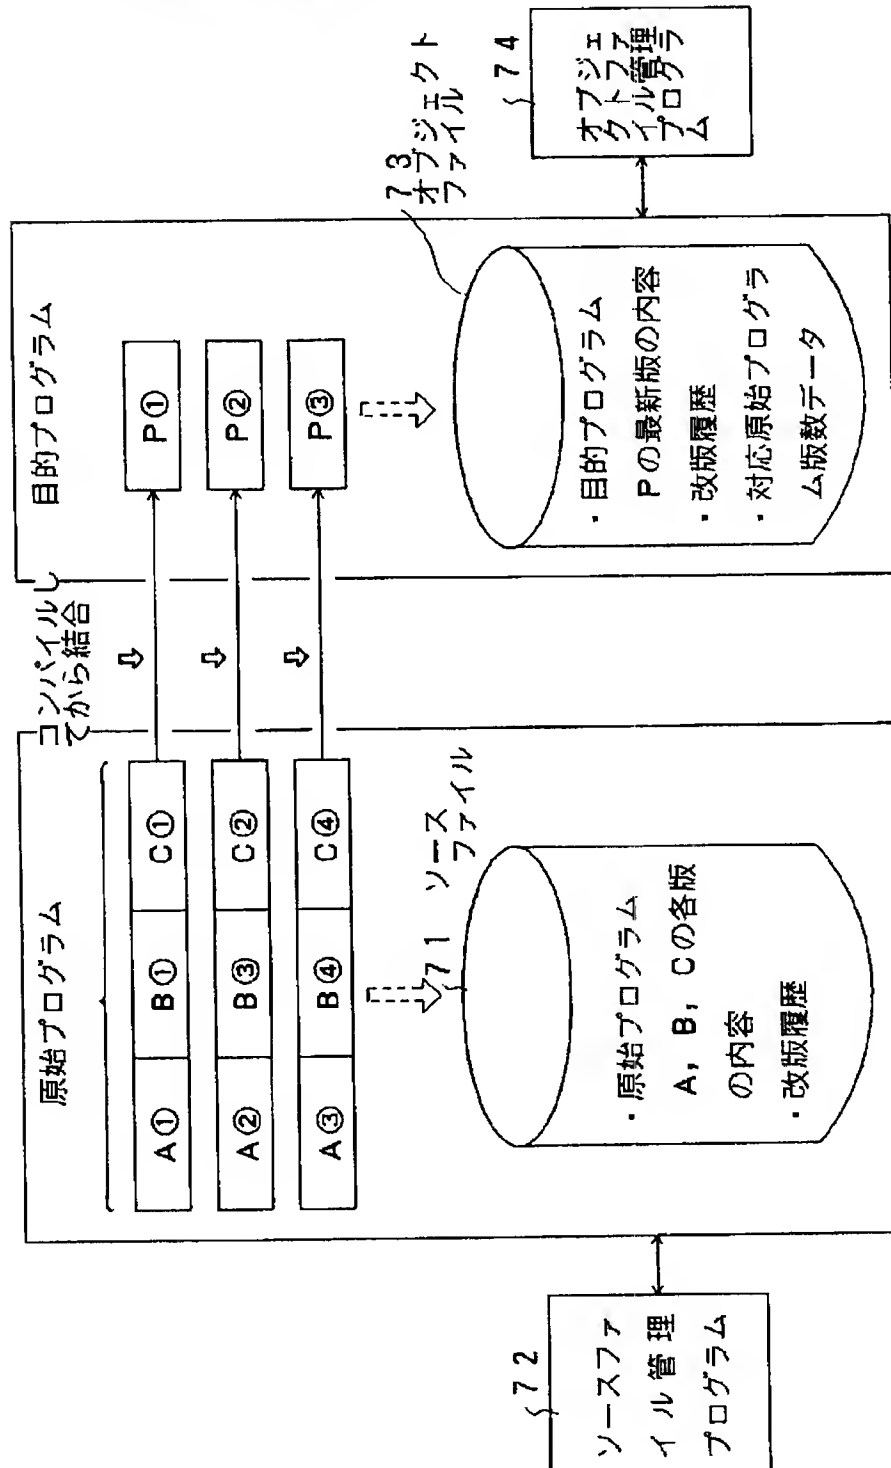 原始プログラム
A①
B①
C①
A②
B③
C②
A③
B④
C④
71 ソース
ファイル
・原始プログラム
A, B, Cの各版
の内容
・改版履歴
72
ソースファ
イル管理
プログラム
コンパイルし
てから結合
目的プログラム
P①
P②
P③
73
オブジェクト
ファイル
・目的プログラム
Pの最新版の内容
・改版履歴
・対応原始プログラ
ム版数データ
74
オブジェ
クトファ
イル管理
プログラ
ム